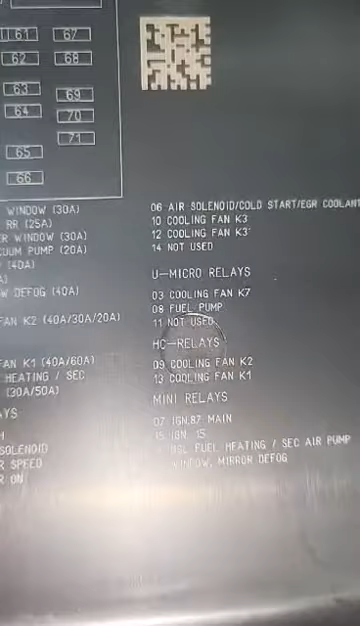 61 67
62 68
63 69
64 70
71
65
66
WINDOW (30A)
RR (25A)
R WINDOW (30A)
UUM PUMP (20A)
(40A)
W DEFOG (40A)
FAN K2 (40A/30A/20A)
FAN K1 (40A/60A)
HEATING / SEC
(30A/50A)
AYS
SOLENOID
R SPEED
R ON
06 AIR SOLENOID/COLD START/EGR COOLANT
10 COOLING FAN K3
12 COOLING FAN K3
14 NOT USED
U-MICRO RELAYS
03 COOLING FAN K7
08 FUEL PUMP
11 NOT USED
HC-RELAYS
09 COOLING FAN K2
13 COOLING FAN K1
MINI RELAYS
07 IGN.87 MAIN
15 IGN. 15
DSL FUEL HEATING / SEC AIR PUMP
WINDOW, MIRROR DEFOG